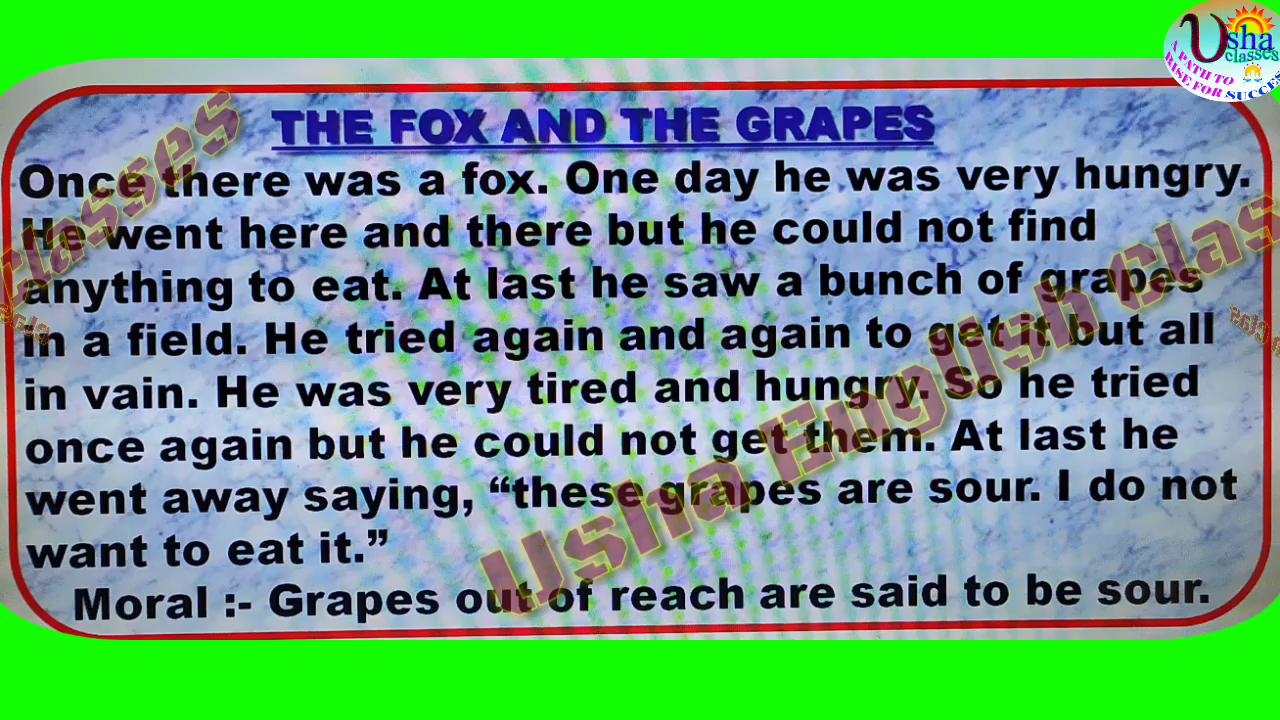 Usha
classes
A PATH TO
RISE FOR SUCCESS
THE FOX AND THE GRAPES
Once there was a fox. One day he was very hungry.
He went here and there but he could not find
anything to eat. At last he saw a bunch of grapes
in a field. He tried again and again to get it but all
in vain. He was very tired and hungry. So he tried
once again but he could not get them. At last he
went away saying, “these grapes are sour. I do not
want to eat it.”
Moral :- Grapes out of reach are said to be sour.
Usha English Clas
Classes